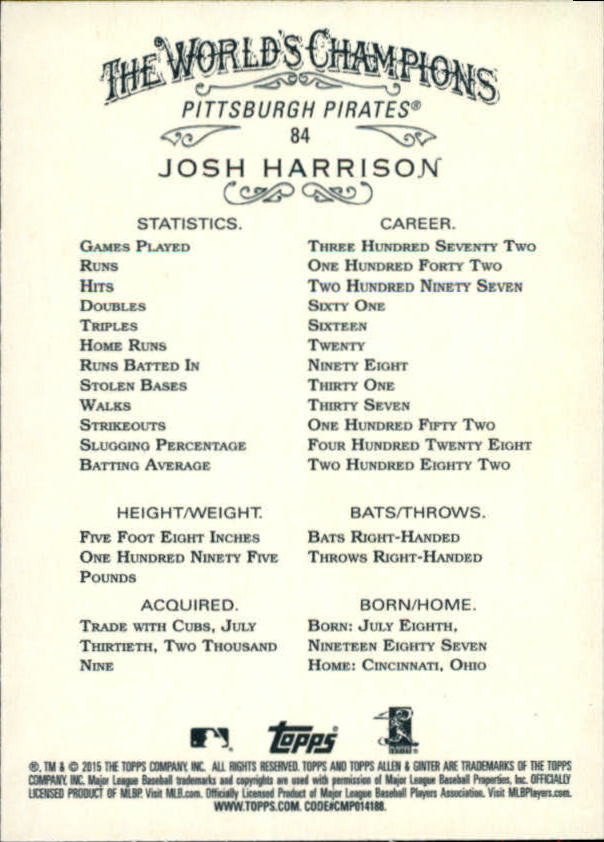 THE WORLD'S CHAMPIONS
PITTSBURGH PIRATES®
84
JOSH HARRISON
STATISTICS. CAREER.
GAMES PLAYED THREE HUNDRED SEVENTY TWO
RUNS ONE HUNDRED FORTY TWO
HITS TWO HUNDRED NINETY SEVEN
DOUBLES SIXTY ONE
TRIPLES SIXTEEN
HOME RUNS TWENTY
RUNS BATTED IN NINETY EIGHT
STOLEN BASES THIRTY ONE
WALKS THIRTY SEVEN
STRIKEOUTS ONE HUNDRED FIFTY TWO
SLUGGING PERCENTAGE FOUR HUNDRED TWENTY EIGHT
BATTING AVERAGE TWO HUNDRED EIGHTY TWO
HEIGHT/WEIGHT.
FIVE FOOT EIGHT INCHES
ONE HUNDRED NINETY FIVE
POUNDS
BATS/THROWS.
BATS RIGHT-HANDED
THROWS RIGHT-HANDED
ACQUIRED.
TRADE WITH CUBS, JULY
THIRTIETH, TWO THOUSAND
NINE
BORN/HOME.
BORN: JULY EIGHTH,
NINETEEN EIGHTY SEVEN
HOME: CINCINNATI, OHIO
Topps
®, TM & © 2015 THE TOPPS COMPANY, INC. ALL RIGHTS RESERVED. TOPPS AND TOPPS ALLEN & GINTER ARE TRADEMARKS OF THE TOPPS
COMPANY, INC. Major League Baseball trademarks and copyrights are used with permission of Major League Baseball Properties, Inc. OFFICIALLY
LICENSED PRODUCT OF MLBP. Visit MLB.com. Officially Licensed Product of Major League Baseball Players Association. Visit MLBPlayers.com.
WWW.TOPPS.COM. CODE#CMP014188.